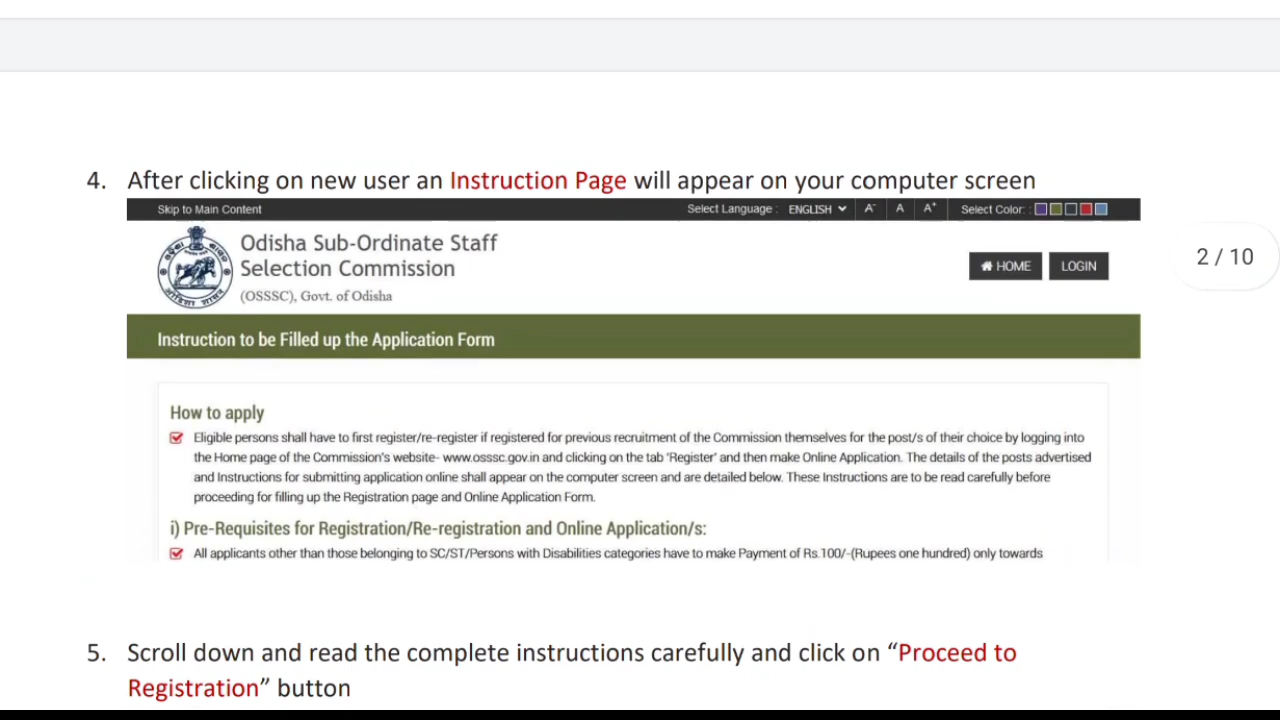 4. After clicking on new user an Instruction Page will appear on your computer screen
Skip to Main Content
Select Language : ENGLISH A- A A+ Select Color :
Odisha Sub-Ordinate Staff
Selection Commission
(OSSSC), Govt. of Odisha
HOME LOGIN
2 / 10
Instruction to be Filled up the Application Form
How to apply
Eligible persons shall have to first register/re-register if registered for previous recruitment of the Commission themselves for the post/s of their choice by logging into
the Home page of the Commission's website- www.osssc.gov.in and clicking on the tab 'Register' and then make Online Application. The details of the posts advertised
and Instructions for submitting application online shall appear on the computer screen and are detailed below. These Instructions are to be read carefully before
proceeding for filling up the Registration page and Online Application Form.
i) Pre-Requisites for Registration/Re-registration and Online Application/s:
All applicants other than those belonging to SC/ST/Persons with Disabilities categories have to make Payment of Rs.100/-(Rupees one hundred) only towards
5. Scroll down and read the complete instructions carefully and click on “Proceed to
Registration” button